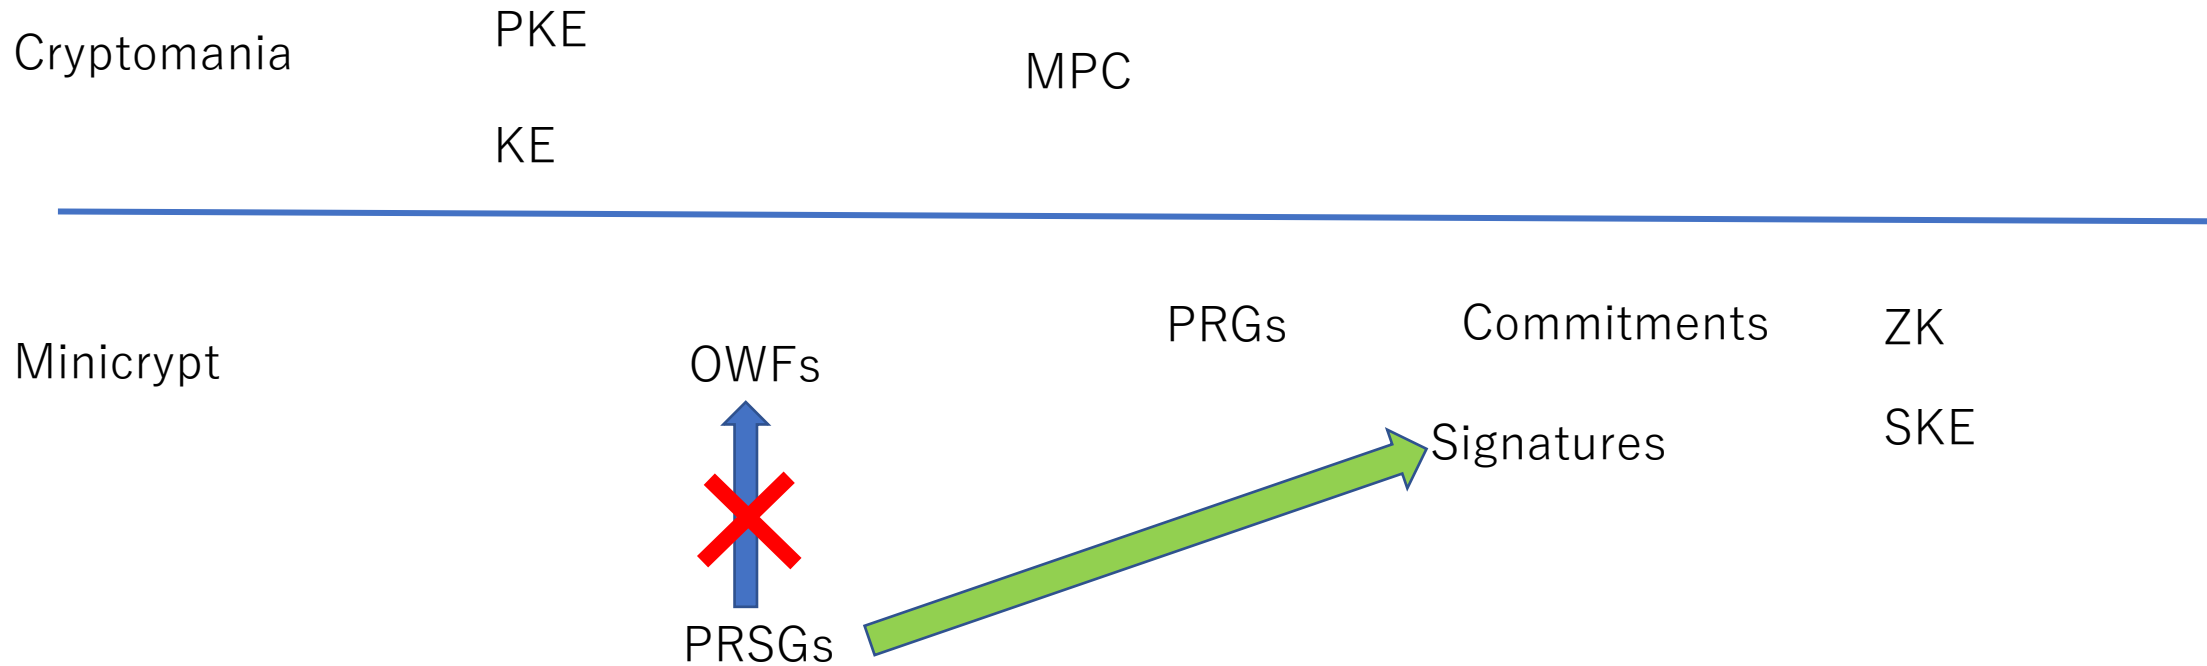 Cryptomania
PKE
MPC
KE
Minicrypt
OWFs
PRGs
Commitments
ZK
Signatures
SKE
PRSGs